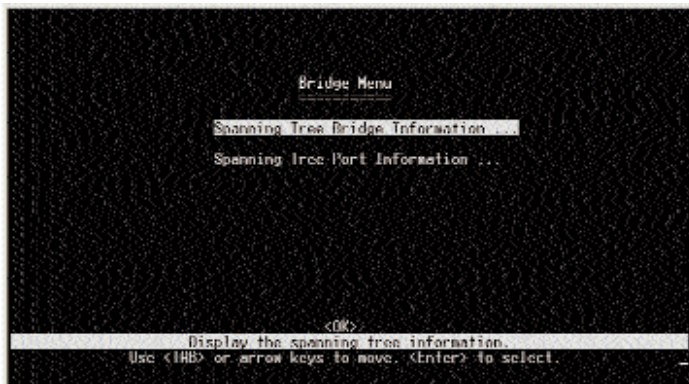 Bridge Menu
===========
Spanning Tree Bridge Information ...
Spanning Tree Port Information ...
<OK>
Display the spanning tree information.
Use <TAB> or arrow keys to move. <Enter> to select.